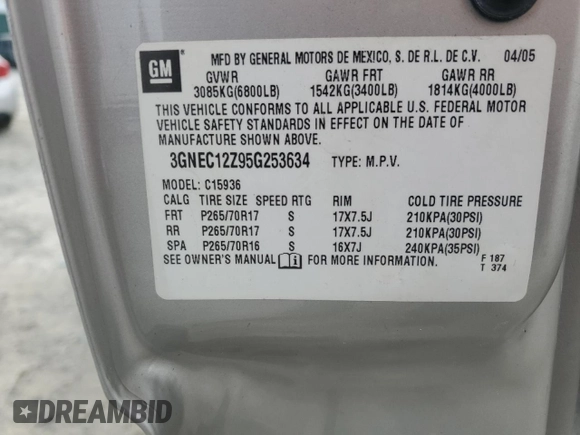 GM
MFD BY GENERAL MOTORS DE MEXICO, S. DE R.L. DE C.V. 04/05
GVWR GAWR FRT GAWR RR
3085KG(6800LB) 1542KG(3400LB) 1814KG(4000LB)
THIS VEHICLE CONFORMS TO ALL APPLICABLE U.S. FEDERAL MOTOR
VEHICLE SAFETY STANDARDS IN EFFECT ON THE DATE OF
MANUFACTURE SHOWN ABOVE.
3GNEC12Z95G253634 TYPE: M.P.V.
MODEL: C15936
CALG TIRE SIZE SPEED RTG RIM COLD TIRE PRESSURE
FRT P265/70R17 S 17X7.5J 210KPA(30PSI)
RR P265/70R17 S 17X7.5J 210KPA(30PSI)
SPA P265/70R16 S 16X7J 240KPA(35PSI)
SEE OWNER'S MANUAL i FOR MORE INFORMATION.
F 187
T 374
DREAMBID